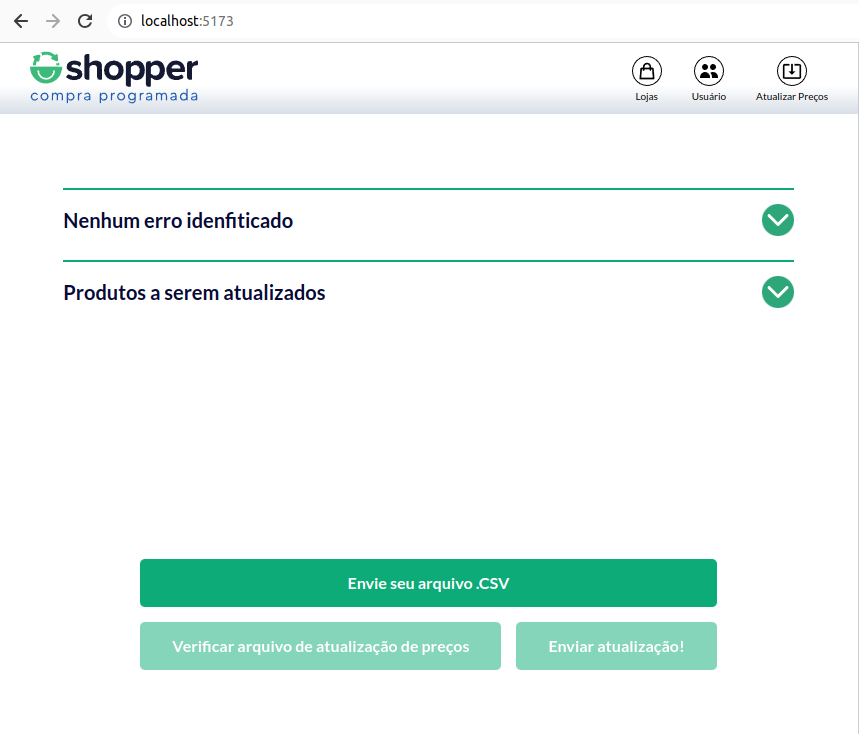 localhost:5173
shopper
compra programada
Lojas
Usuário
Atualizar Preços
Nenhum erro idenfiticado
Produtos a serem atualizados
Envie seu arquivo .CSV
Verificar arquivo de atualização de preços
Enviar atualização!